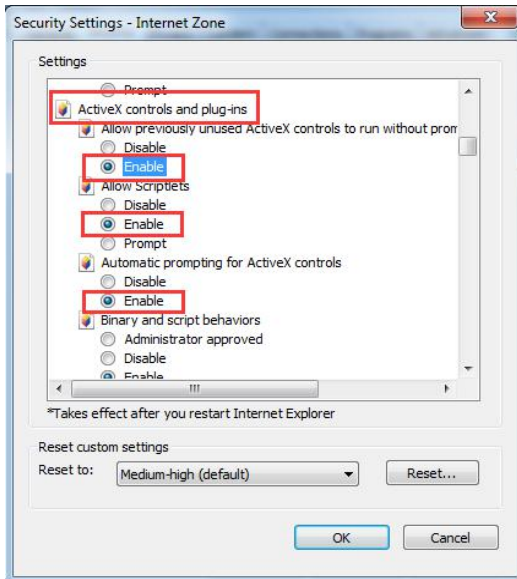 Security Settings - Internet Zone
Settings
Prompt
ActiveX controls and plug-ins
Allow previously unused ActiveX controls to run without prom
Disable
Enable
Allow Scriptlets
Disable
Enable
Prompt
Automatic prompting for ActiveX controls
Disable
Enable
Binary and script behaviors
Administrator approved
Disable
Enable
*Takes effect after you restart Internet Explorer
Reset custom settings
Reset to: Medium-high (default) Reset...
OK Cancel